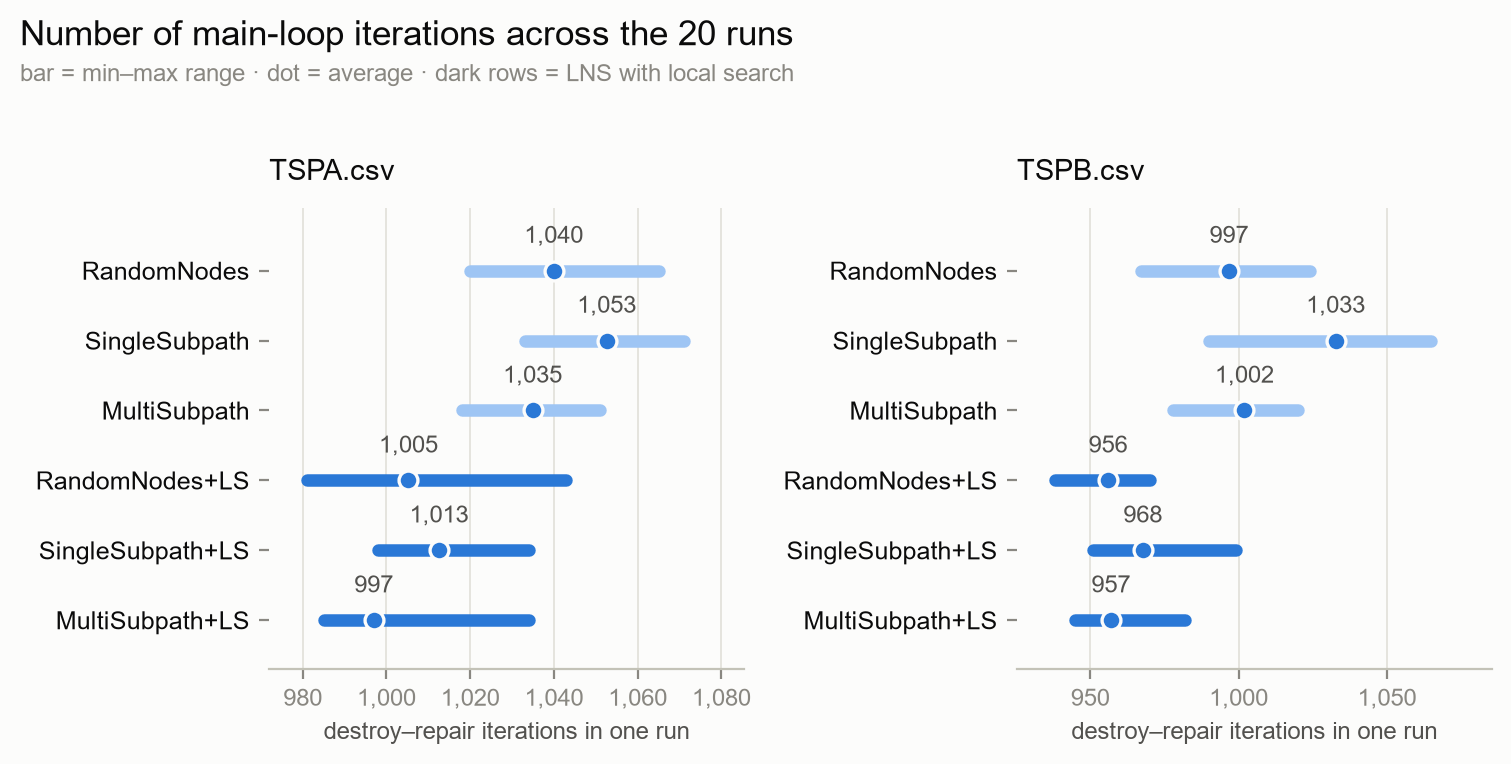 Number of main-loop iterations across the 20 runs
bar = min–max range · dot = average · dark rows = LNS with local search
TSPA.csv
1,040
RandomNodes
1,053
SingleSubpath
1,035
MultiSubpath
1,005
RandomNodes+LS
1,013
SingleSubpath+LS
997
MultiSubpath+LS
980 1,000 1,020 1,040 1,060 1,080
destroy–repair iterations in one run
TSPB.csv
997
RandomNodes
1,033
SingleSubpath
1,002
MultiSubpath
956
RandomNodes+LS
968
SingleSubpath+LS
957
MultiSubpath+LS
950 1,000 1,050
destroy–repair iterations in one run